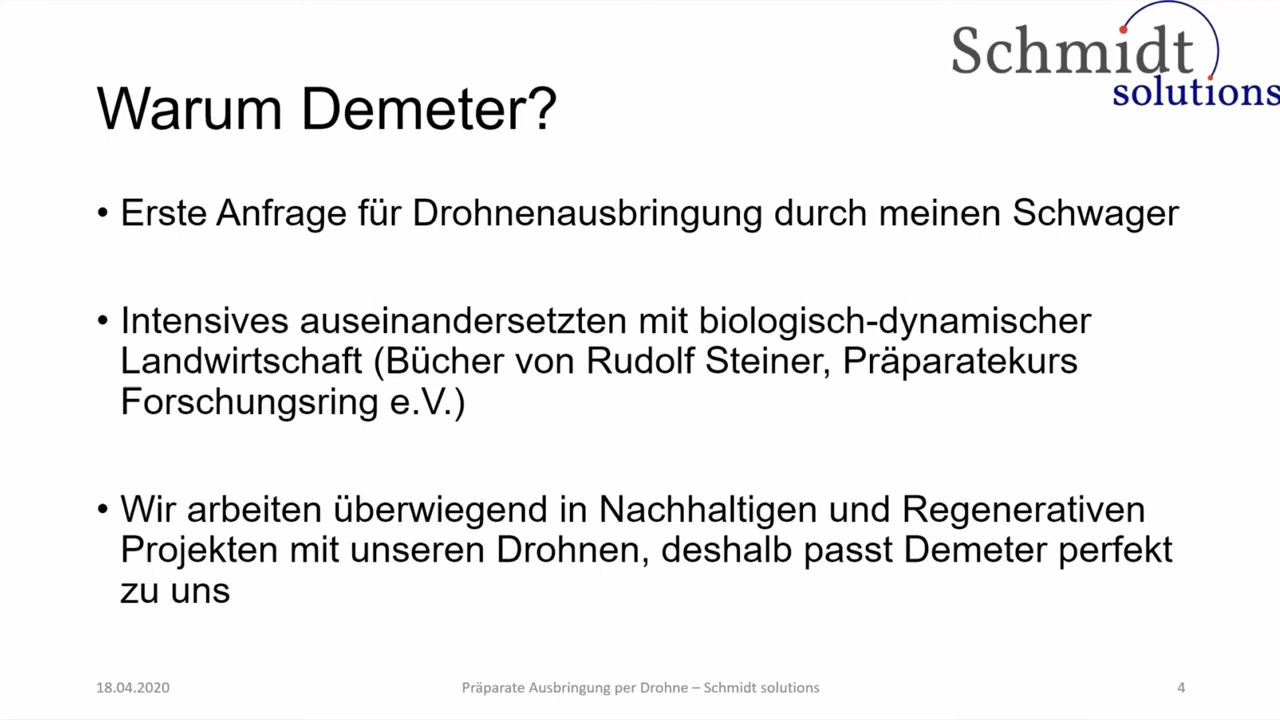 Schmidt
solutions
Warum Demeter?
• Erste Anfrage für Drohnenausbringung durch meinen Schwager
• Intensives auseinandersetzten mit biologisch-dynamischer
Landwirtschaft (Bücher von Rudolf Steiner, Präparatekurs
Forschungsring e.V.)
• Wir arbeiten überwiegend in Nachhaltigen und Regenerativen
Projekten mit unseren Drohnen, deshalb passt Demeter perfekt
zu uns
18.04.2020
Präparate Ausbringung per Drohne – Schmidt solutions
4